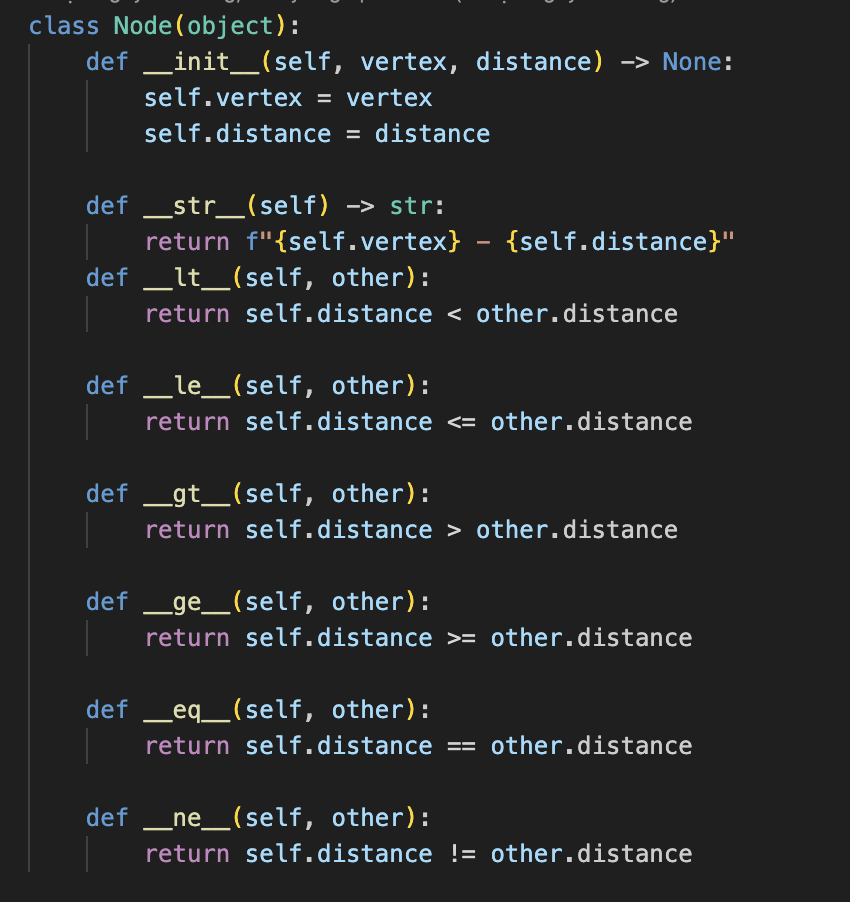 class Node(object):
    def __init__(self, vertex, distance) -> None:
        self.vertex = vertex
        self.distance = distance

    def __str__(self) -> str:
        return f"{self.vertex} - {self.distance}"
    def __lt__(self, other):
        return self.distance < other.distance

    def __le__(self, other):
        return self.distance <= other.distance

    def __gt__(self, other):
        return self.distance > other.distance

    def __ge__(self, other):
        return self.distance >= other.distance

    def __eq__(self, other):
        return self.distance == other.distance

    def __ne__(self, other):
        return self.distance != other.distance